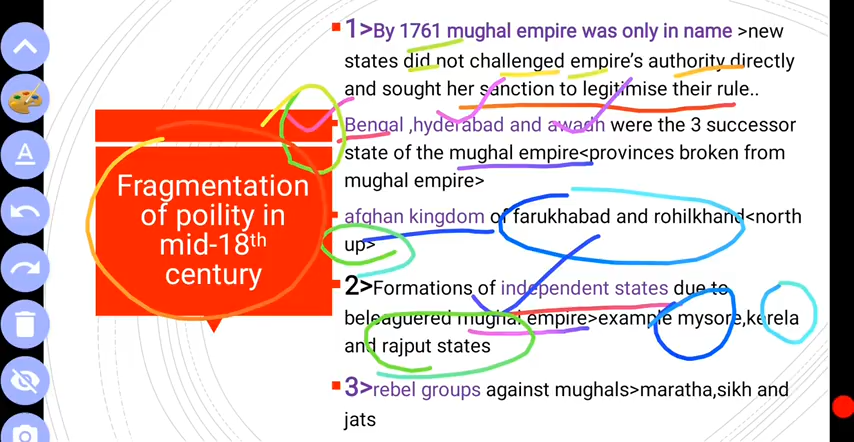 Fragmentation
of poility in
mid-18th
century
1>By 1761 mughal empire was only in name >new
states did not challenged empire's authority directly
and sought her sanction to legitimise their rule..
Bengal ,hyderabad and awadh were the 3 successor
state of the mughal empire<provinces broken from
mughal empire>
afghan kingdom of farukhabad and rohilkhand<north
up>
2>Formations of independent states due to
beleaguered mughal empire>example mysore,kerela
and rajput states
3>rebel groups against mughals>maratha,sikh and
jats